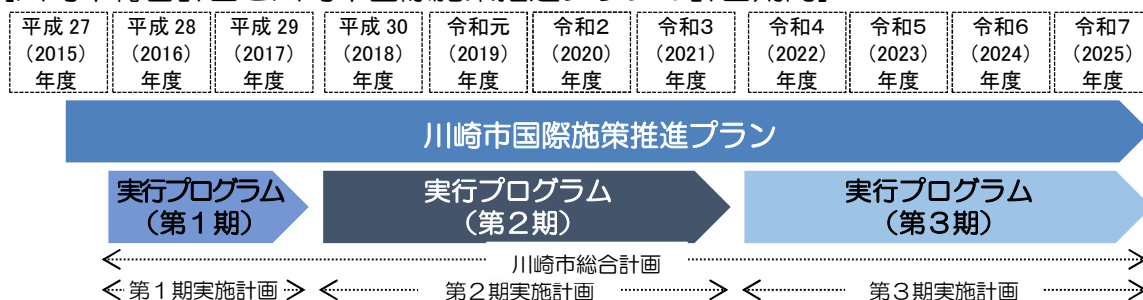 平成27 平成28 平成29 平成30 令和元 令和2 令和3 令和4 令和5 令和6 令和7
(2015) (2016) (2017) (2018) (2019) (2020) (2021) (2022) (2023) (2024) (2025)
年度 年度 年度 年度 年度 年度 年度 年度 年度 年度 年度
川崎市国際施策推進プラン
実行プログラム 実行プログラム 実行プログラム
(第1期) (第2期) (第3期)
川崎市総合計画
第1期実施計画 第2期実施計画 第3期実施計画